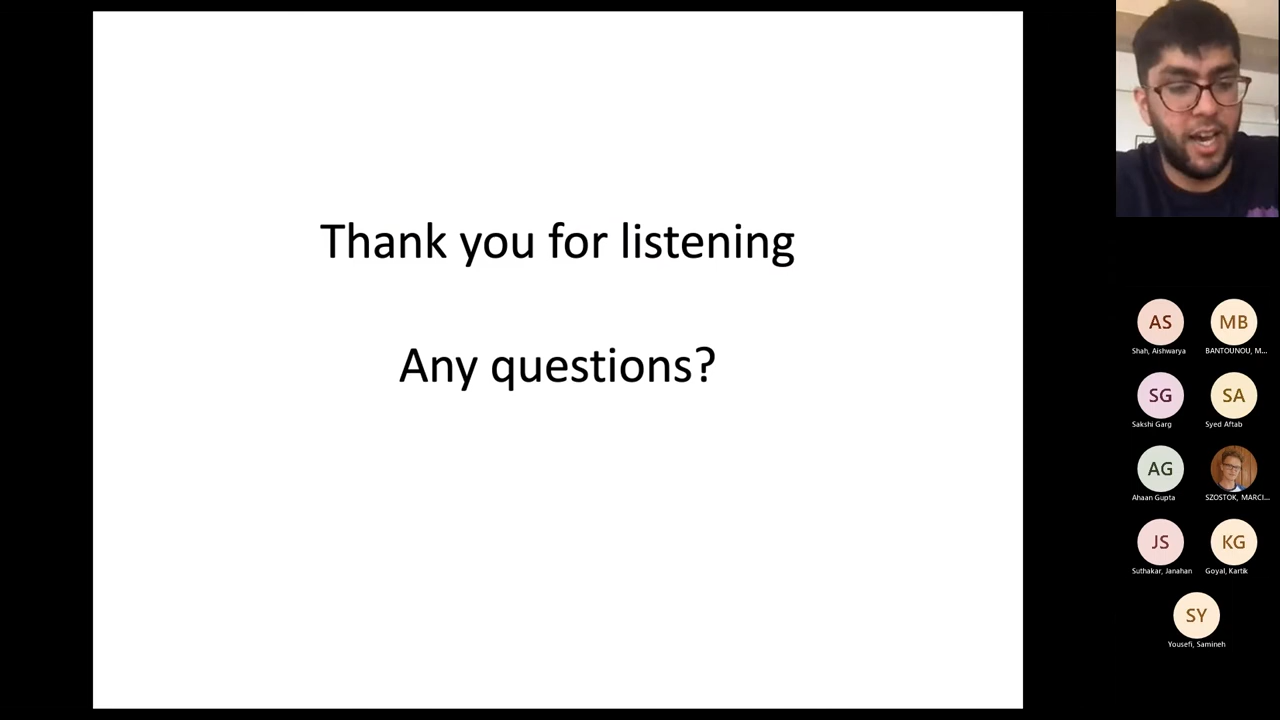 Thank you for listening
Any questions?
AS
MB
Shah, Aishwarya
BANTOUNOU, M...
SG
SA
Sakshi Garg
Syed Aftab
AG
Ahaan Gupta
SZOSTOK, MARCI...
JS
KG
Suthakar, Janahan
Goyal, Kartik
SY
Yousefi, Samineh